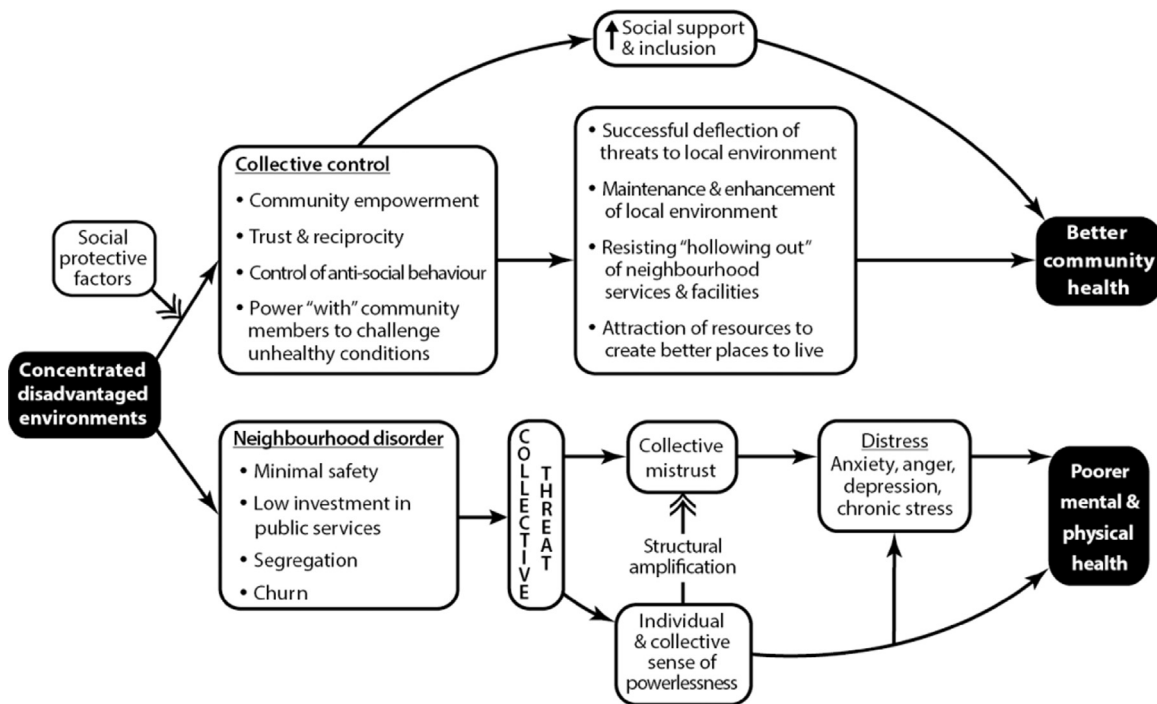 ↑ Social support
& inclusion
Collective control
• Community empowerment
• Trust & reciprocity
• Control of anti-social behaviour
• Power “with” community
members to challenge
unhealthy conditions
• Successful deflection of
threats to local environment
• Maintenance & enhancement
of local environment
• Resisting “hollowing out”
of neighbourhood
services & facilities
• Attraction of resources to
create better places to live
Social
protective
factors
Better
community
health
Concentrated
disadvantaged
environments
Neighbourhood disorder
• Minimal safety
• Low investment in
public services
• Segregation
• Churn
COLLECTIVE
THREAT
Collective
mistrust
Structural
amplification
Individual
& collective
sense of
powerlessness
Distress
Anxiety, anger,
depression,
chronic stress
Poorer
mental &
physical
health